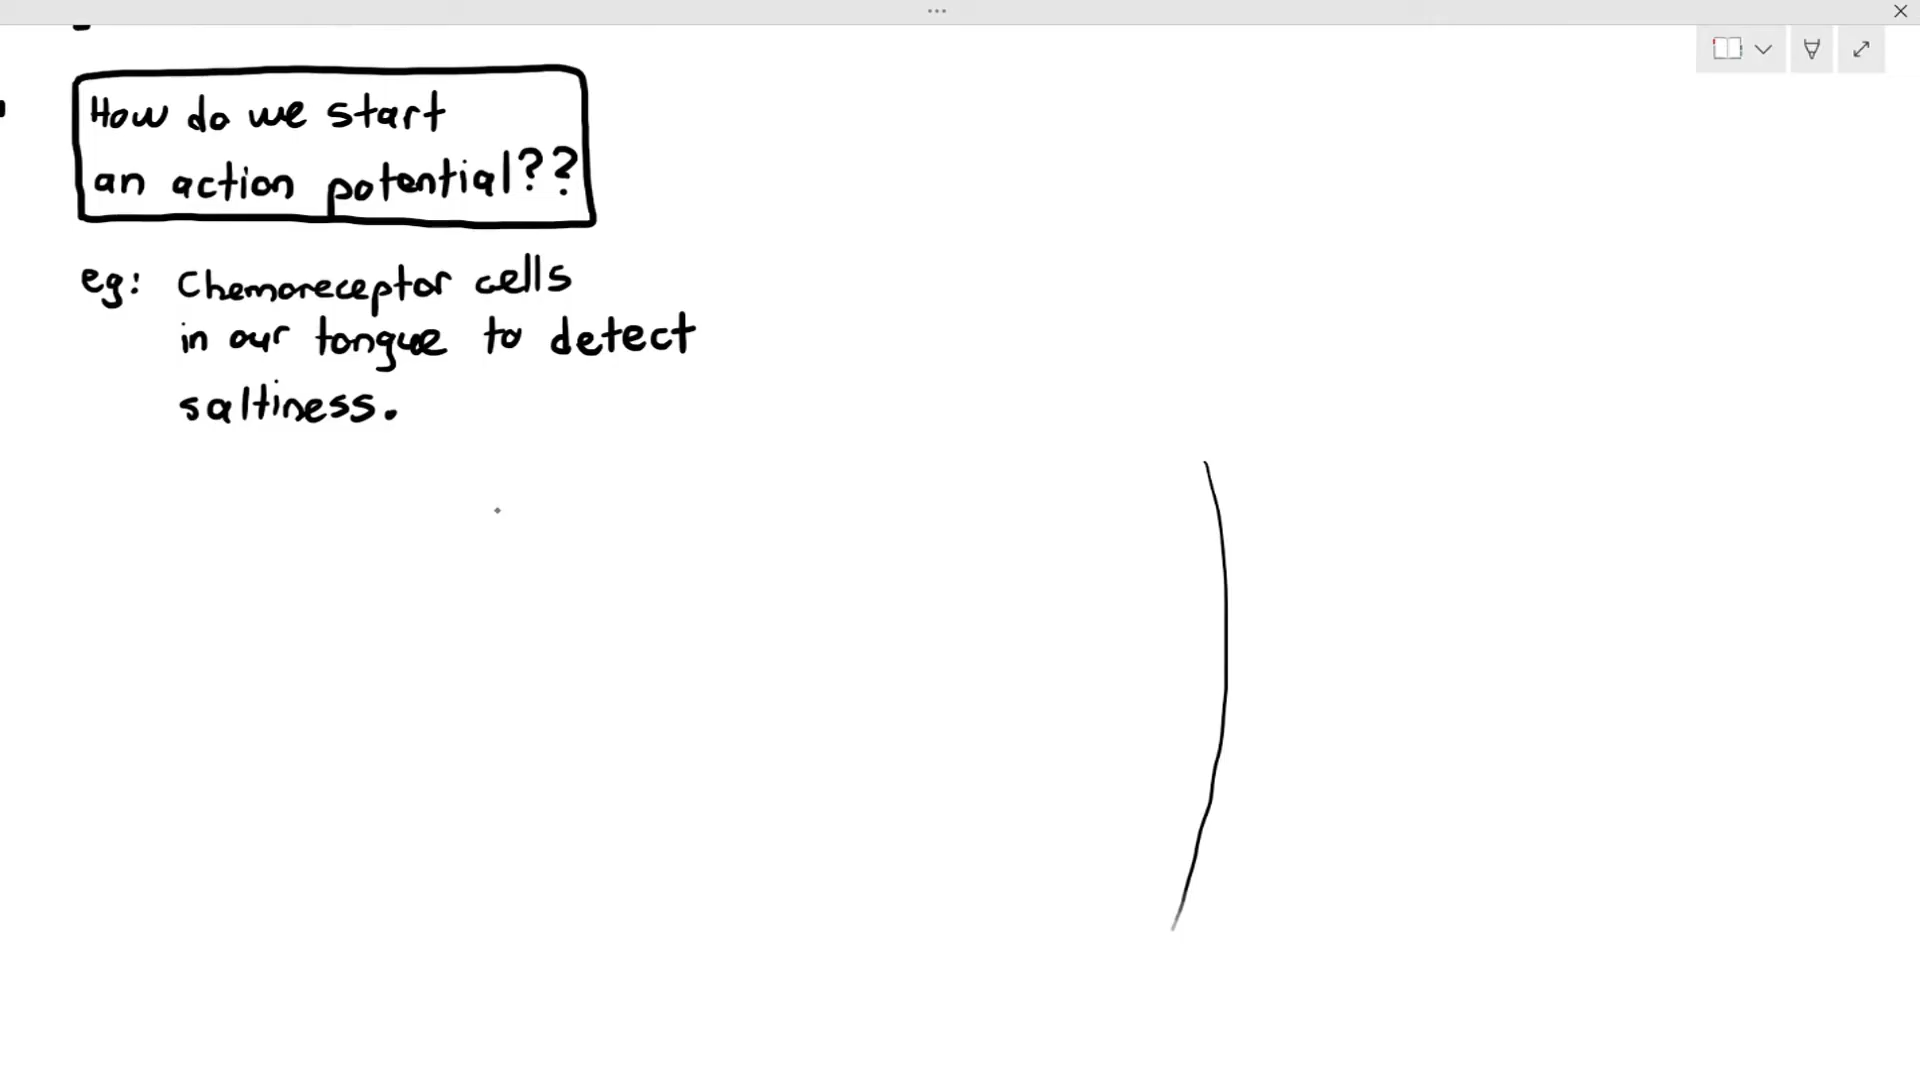 How do we start
an action potential??
eg: Chemoreceptor cells
in our tongue to detect
saltiness.